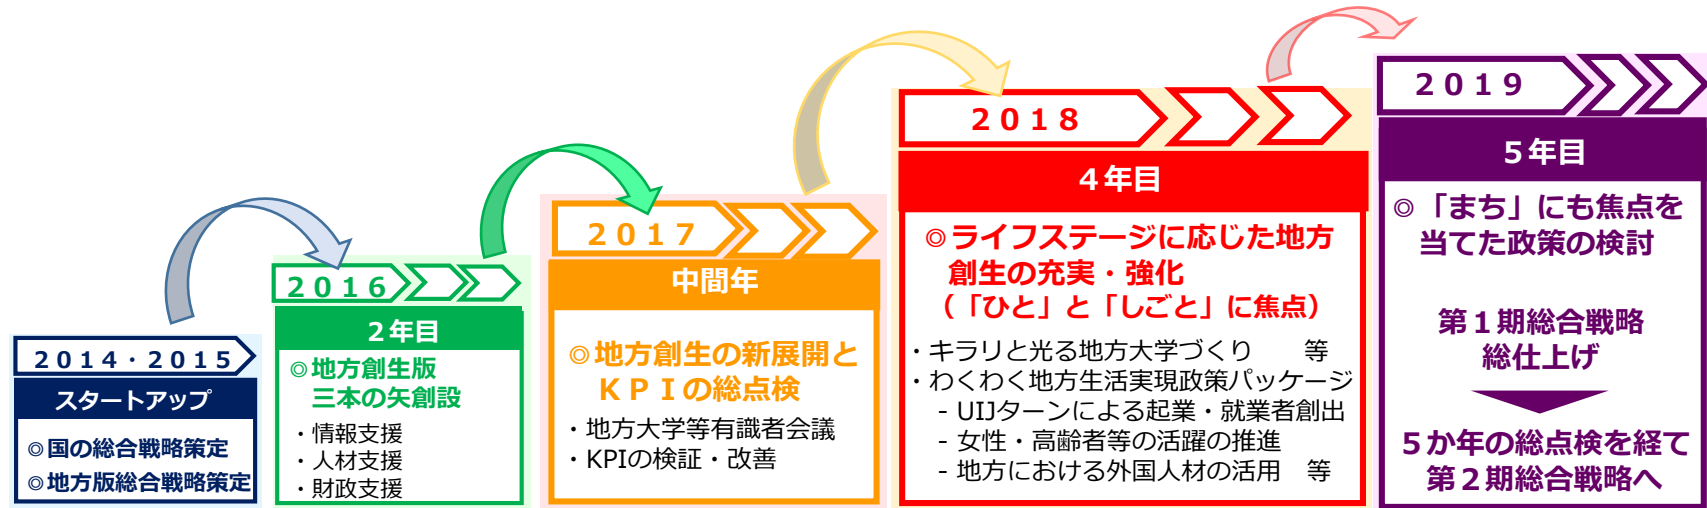 ２０１４・２０１５
スタートアップ
◎国の総合戦略策定
◎地方版総合戦略策定
２０１６
２年目
◎地方創生版
三本の矢創設
・情報支援
・人材支援
・財政支援
２０１７
中間年
◎地方創生の新展開と
ＫＰＩの総点検
・地方大学等有識者会議
・KPIの検証・改善
２０１８
４年目
◎ライフステージに応じた地方
創生の充実・強化
（「ひと」と「しごと」に焦点）
・キラリと光る地方大学づくり　等
・わくわく地方生活実現政策パッケージ
- UIJターンによる起業・就業者創出
- 女性・高齢者等の活躍の推進
- 地方における外国人材の活用　等
２０１９
５年目
◎「まち」にも焦点を
当てた政策の検討
第１期総合戦略
総仕上げ
５か年の総点検を経て
第２期総合戦略へ